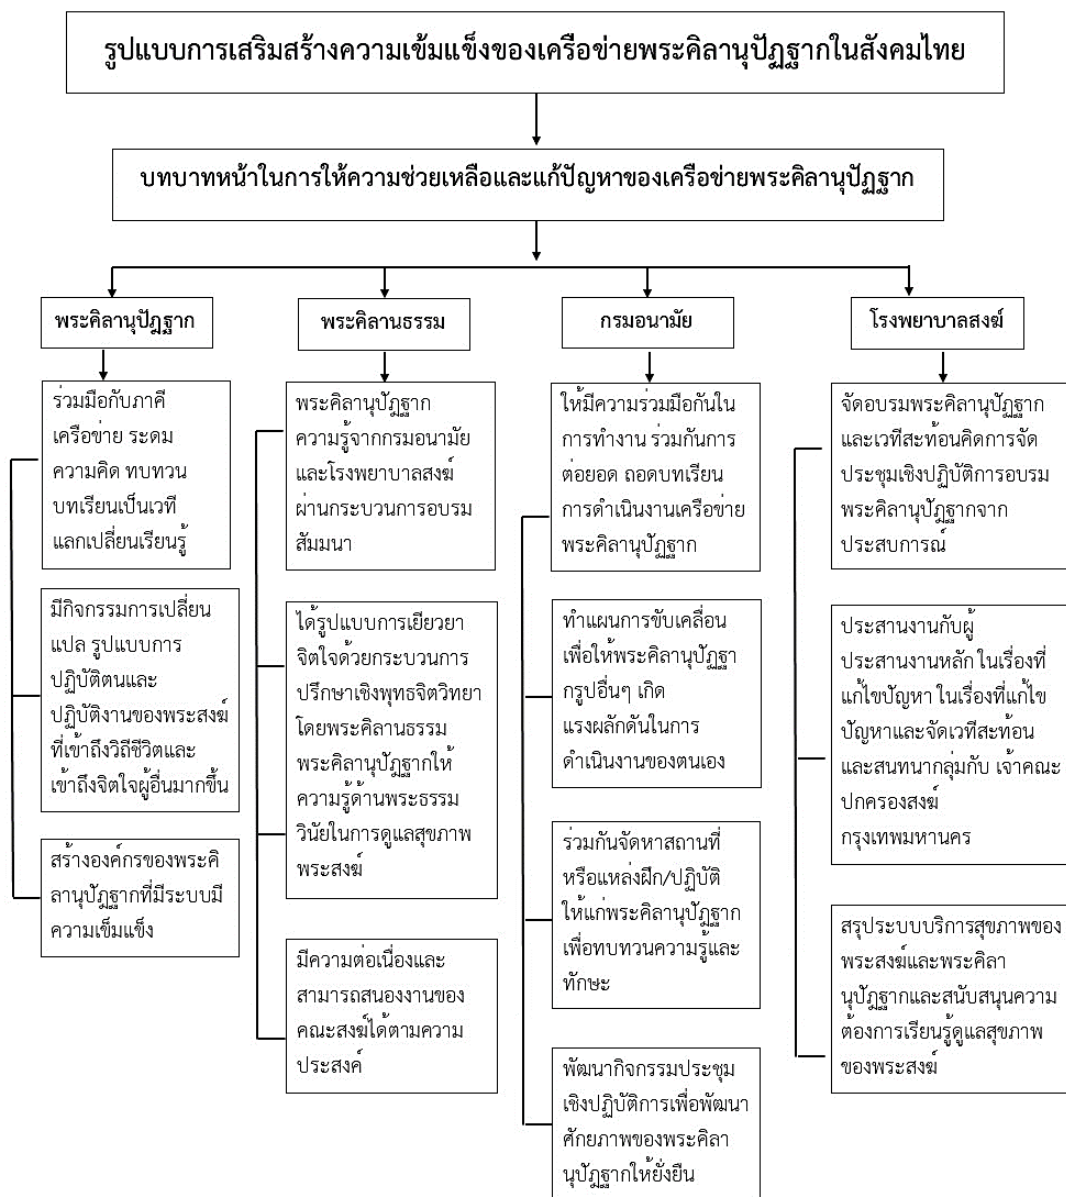 รูปแบบการเสริมสร้างความเข้มแข็งของเครือข่ายพระคิลานุปัฏฐากในสังคมไทย
บทบาทหน้าในการให้ความช่วยเหลือและแก้ปัญหาของเครือข่ายพระคิลานุปัฏฐาก
พระคิลานุปัฏฐาก
ร่วมมือกับภาคี
เครือข่าย ระดม
ความคิด ทบทวน
บทเรียนเป็นเวที
แลกเปลี่ยนเรียนรู้
มีกิจกรรมการเปลี่ยน
แปล รูปแบบการ
ปฏิบัติตนและ
ปฏิบัติงานของพระสงฆ์
ที่เข้าถึงวิถีชีวิตและ
เข้าถึงจิตใจผู้อื่นมากขึ้น
สร้างองค์กรของพระคิ
ลานุปัฏฐากที่มีระบบมี
ความเข็มแข็ง
พระคิลานธรรม
พระคิลานุปัฏฐาก
ความรู้จากกรมอนามัย
และโรงพยาบาลสงฆ์
ผ่านกระบวนการอบรม
สัมมนา
ได้รูปแบบการเยียวยา
จิตใจด้วยกระบวนการ
ปรึกษาเชิงพุทธจิตวิทยา
โดยพระคิลานธรรม
พระคิลานุปัฏฐากให้
ความรู้ด้านพระธรรม
วินัยในการดูแลสุขภาพ
พระสงฆ์
มีความต่อเนื่องและ
สามารถสนองงานของ
คณะสงฆ์ได้ตามความ
ประสงค์
กรมอนามัย
ให้มีความร่วมมือกันใน
การทำงาน ร่วมกันการ
ต่อยอด ถอดบทเรียน
การดำเนินงานเครือข่าย
พระคิลานุปัฏฐาก
ทำแผนการขับเคลื่อน
เพื่อให้พระคิลานุปัฏฐา
กรูปอื่นๆ เกิด
แรงผลักดันในการ
ดำเนินงานของตนเอง
ร่วมกันจัดหาสถานที่
หรือแหล่งฝึก/ปฏิบัติ
ให้แก่พระคิลานุปัฏฐาก
เพื่อทบทวนความรู้และ
ทักษะ
พัฒนากิจกรรมประชุม
เชิงปฏิบัติการเพื่อพัฒนา
ศักยภาพของพระคิลา
นุปัฏฐากให้ยั่งยืน
โรงพยาบาลสงฆ์
จัดอบรมพระคิลานุปัฏฐาก
และเวทีสะท้อนคิดการจัด
ประชุมเชิงปฏิบัติการอบรม
พระคิลานุปัฏฐากจาก
ประสบการณ์
ประสานงานกับผู้
ประสานงานหลัก ในเรื่องที่
แก้ไขปัญหา ในเรื่องที่แก้ไข
ปัญหาและจัดเวทีสะท้อน
และสนทนากลุ่มกับ เจ้าคณะ
ปกครองสงฆ์
กรุงเทพมหานคร
สรุประบบบริการสุขภาพของ
พระสงฆ์และพระคิลา
นุปัฏฐากและสนับสนุนความ
ต้องการเรียนรู้ดูแลสุขภาพ
ของพระสงฆ์